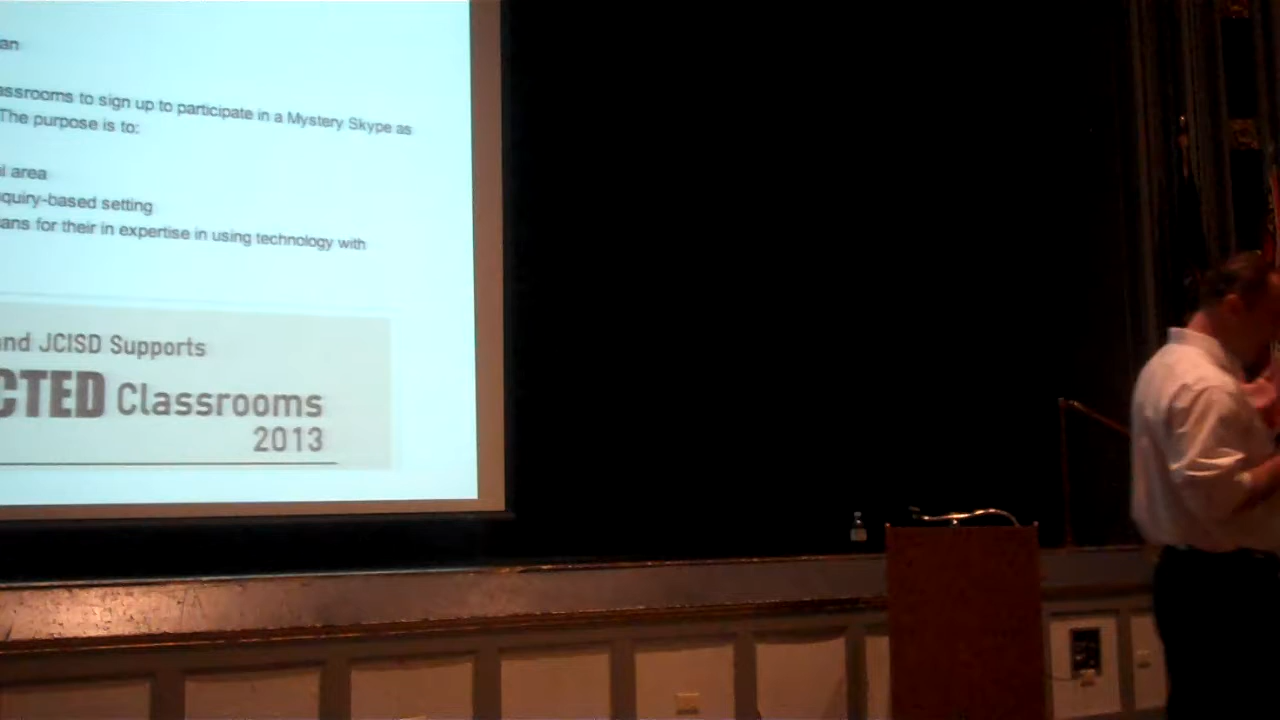 an
assrooms to sign up to participate in a Mystery Skype as
The purpose is to:
l area
quiry-based setting
ans for their in expertise in using technology with
and JCISD Supports
CTED Classrooms
2013